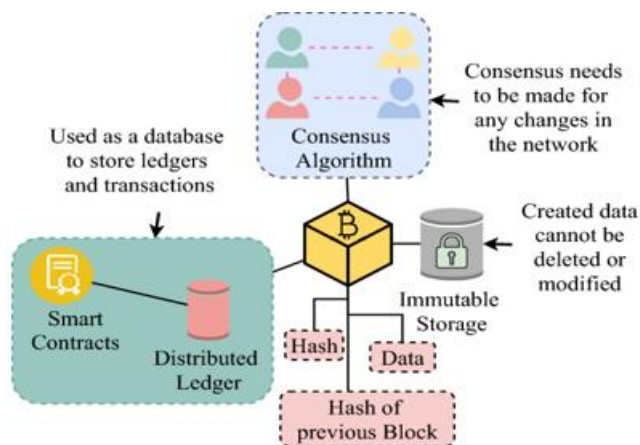 Consensus
Algorithm
Consensus needs
to be made for
any changes in
the network
Used as a database
to store ledgers
and transactions
Created data
cannot be
deleted or
modified
Immutable
Storage
Smart
Contracts
Distributed
Ledger
Hash
Data
Hash of
previous Block